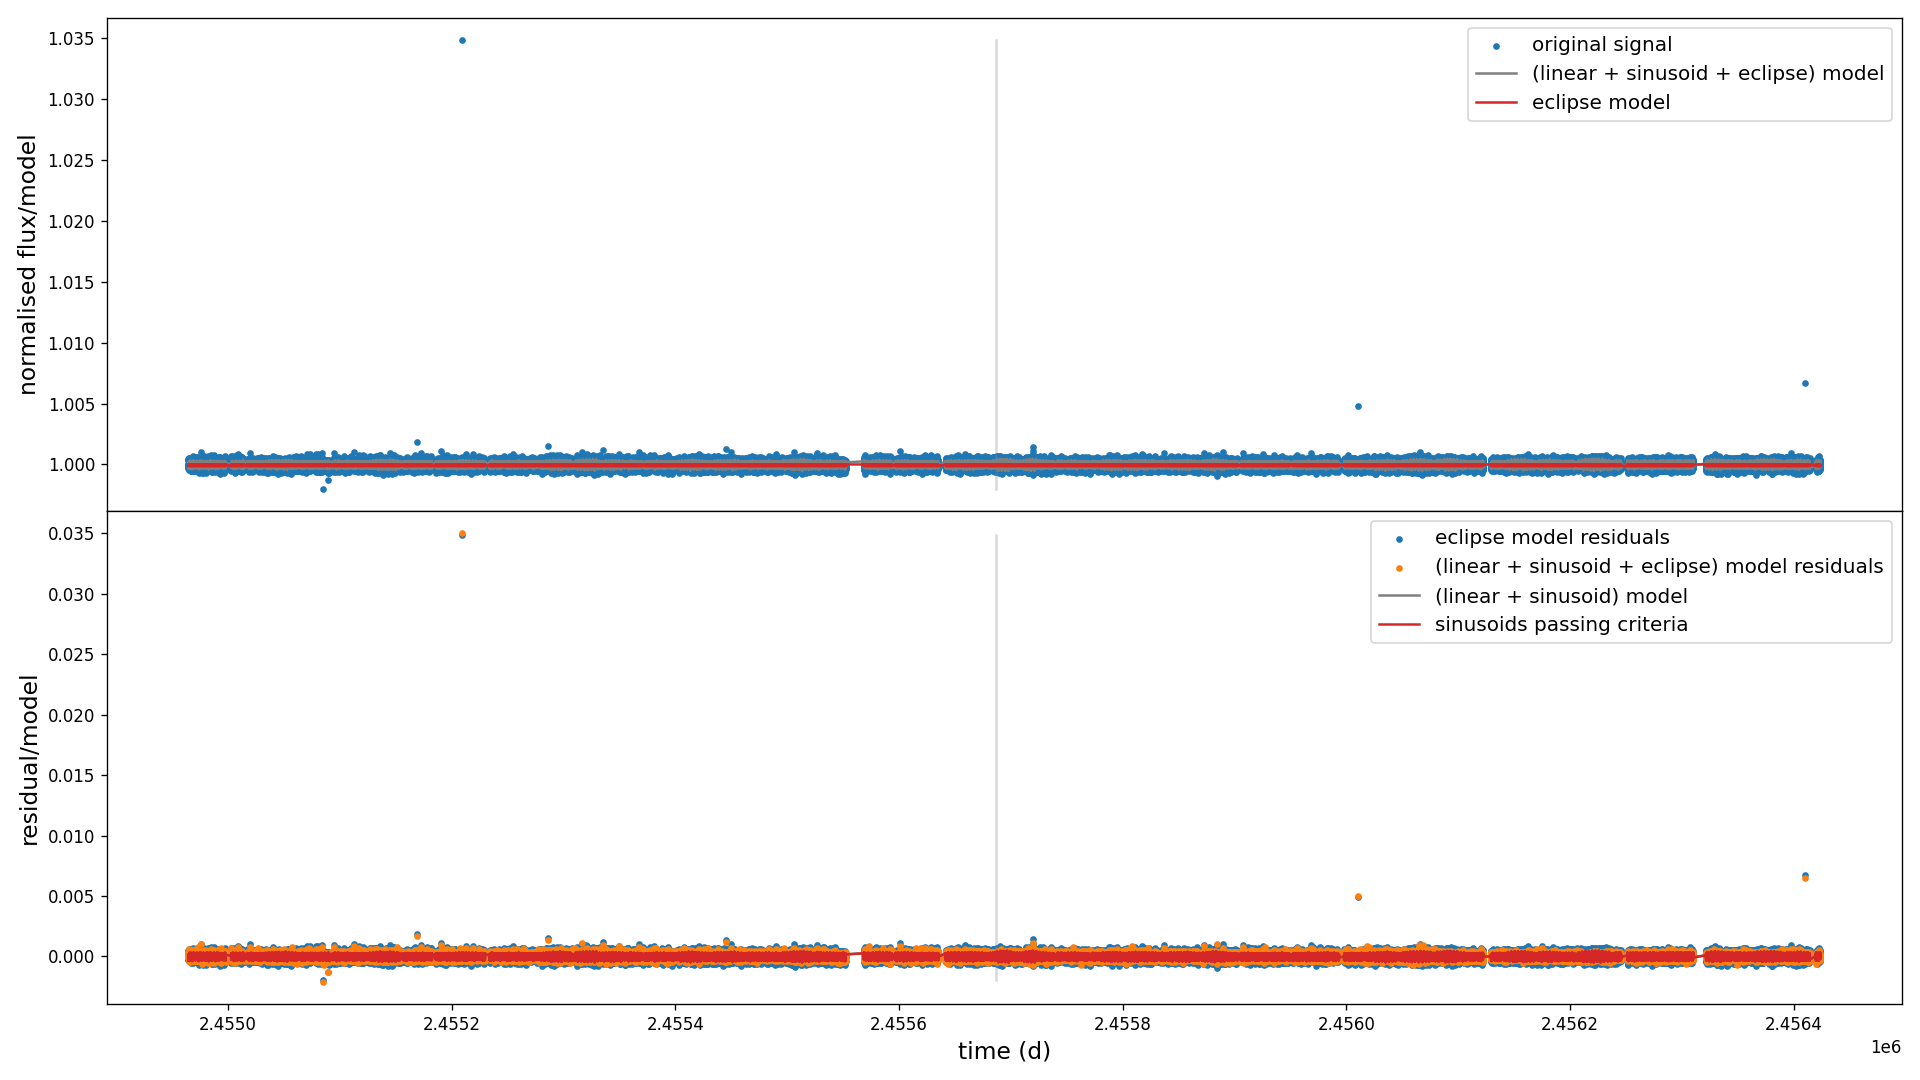 1.035
1.030
1.025
1.020
1.015
1.010
1.005
1.000
normalised flux/model
original signal
(linear + sinusoid + eclipse) model
eclipse model
0.035
0.030
0.025
0.020
0.015
0.010
0.005
0.000
residual/model
eclipse model residuals
(linear + sinusoid + eclipse) model residuals
(linear + sinusoid) model
sinusoids passing criteria
2.4550 2.4552 2.4554 2.4556 2.4558 2.4560 2.4562 2.4564
1e6
time (d)